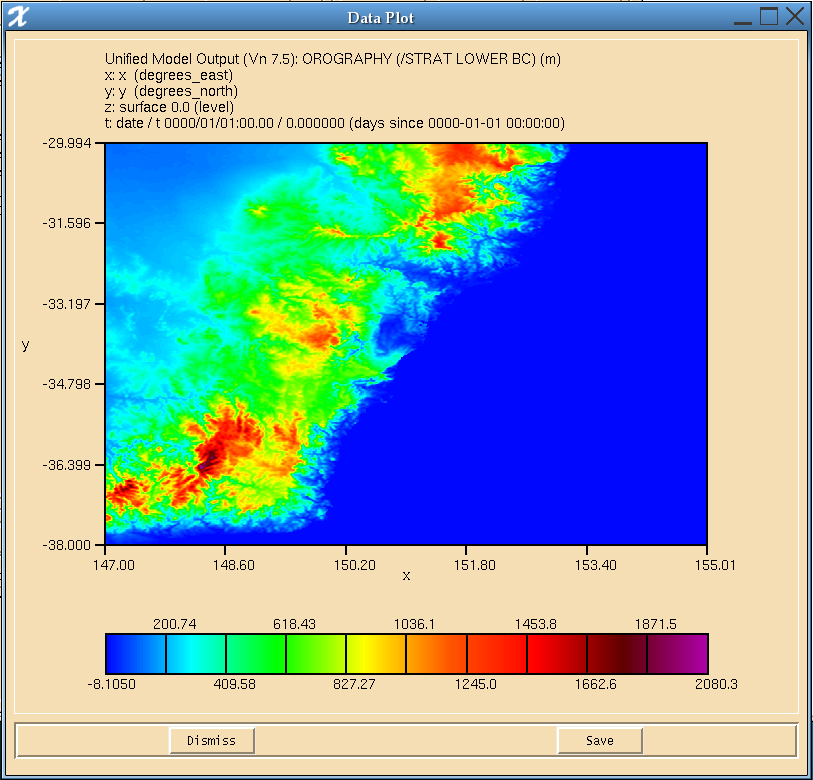 Data Plot
Unified Model Output (Vn 7.5): OROGRAPHY (/STRAT LOWER BC) (m)
x: x (degrees_east)
y: y (degrees_north)
z: surface 0.0 (level)
t: date / t 0000/01/01:00.00 / 0.000000 (days since 0000-01-01 00:00:00)
-29.994
-31.596
-33.197
y
-34.798
-36.399
-38.000
147.00 148.60 150.20 151.80 153.40 155.01
x
200.74 618.43 1036.1 1453.8 1871.5
-8.1050 409.58 827.27 1245.0 1662.6 2080.3
Dismiss Save